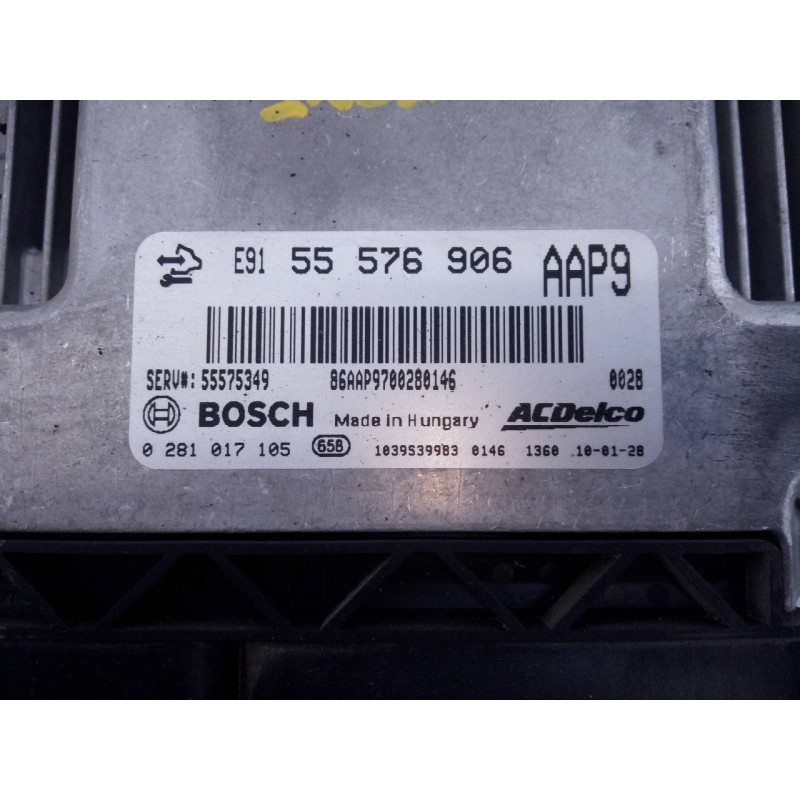 E91 55 576 906 AAP9
SERV#: 55575349 86AAP9700280146 0028
BOSCH Made in Hungary ACDelco
0 281 017 105 658 1039S39983 0146 1360 10-01-28